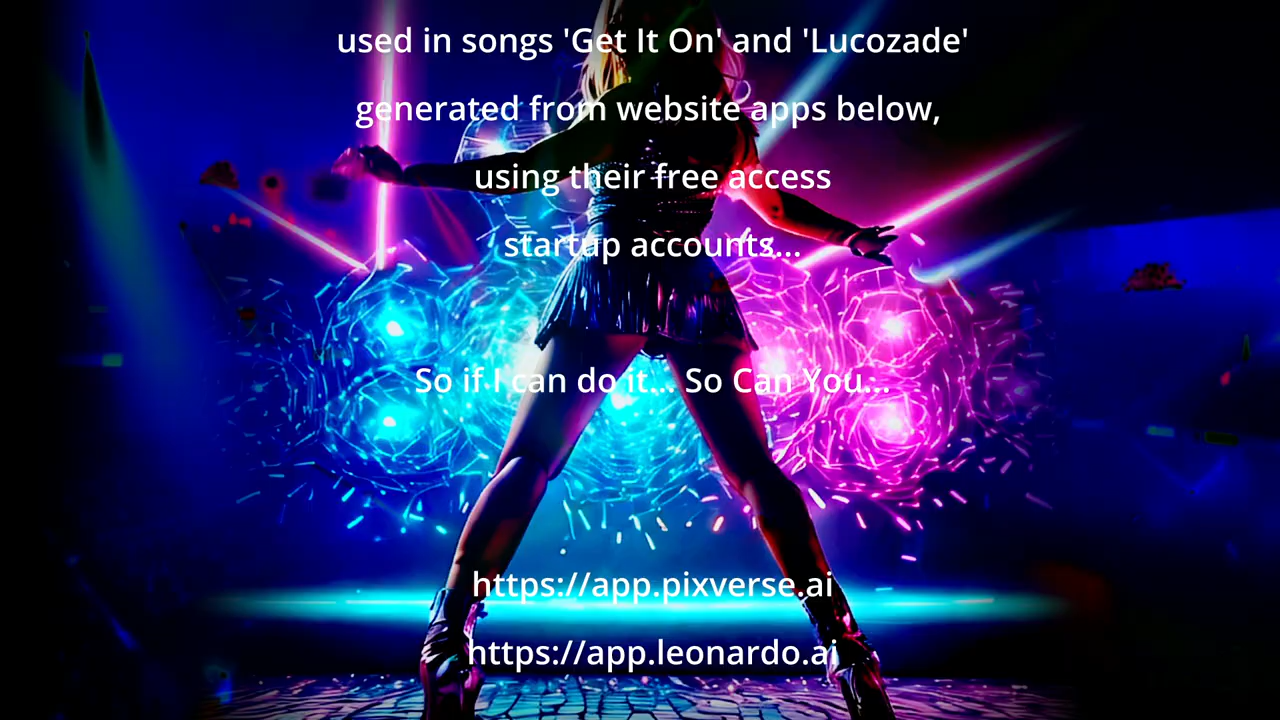 used in songs 'Get It On' and 'Lucozade'
generated from website apps below,
using their free access
startup accounts...
So if I can do it... So Can You...
https://app.pixverse.ai
https://app.leonardo.ai